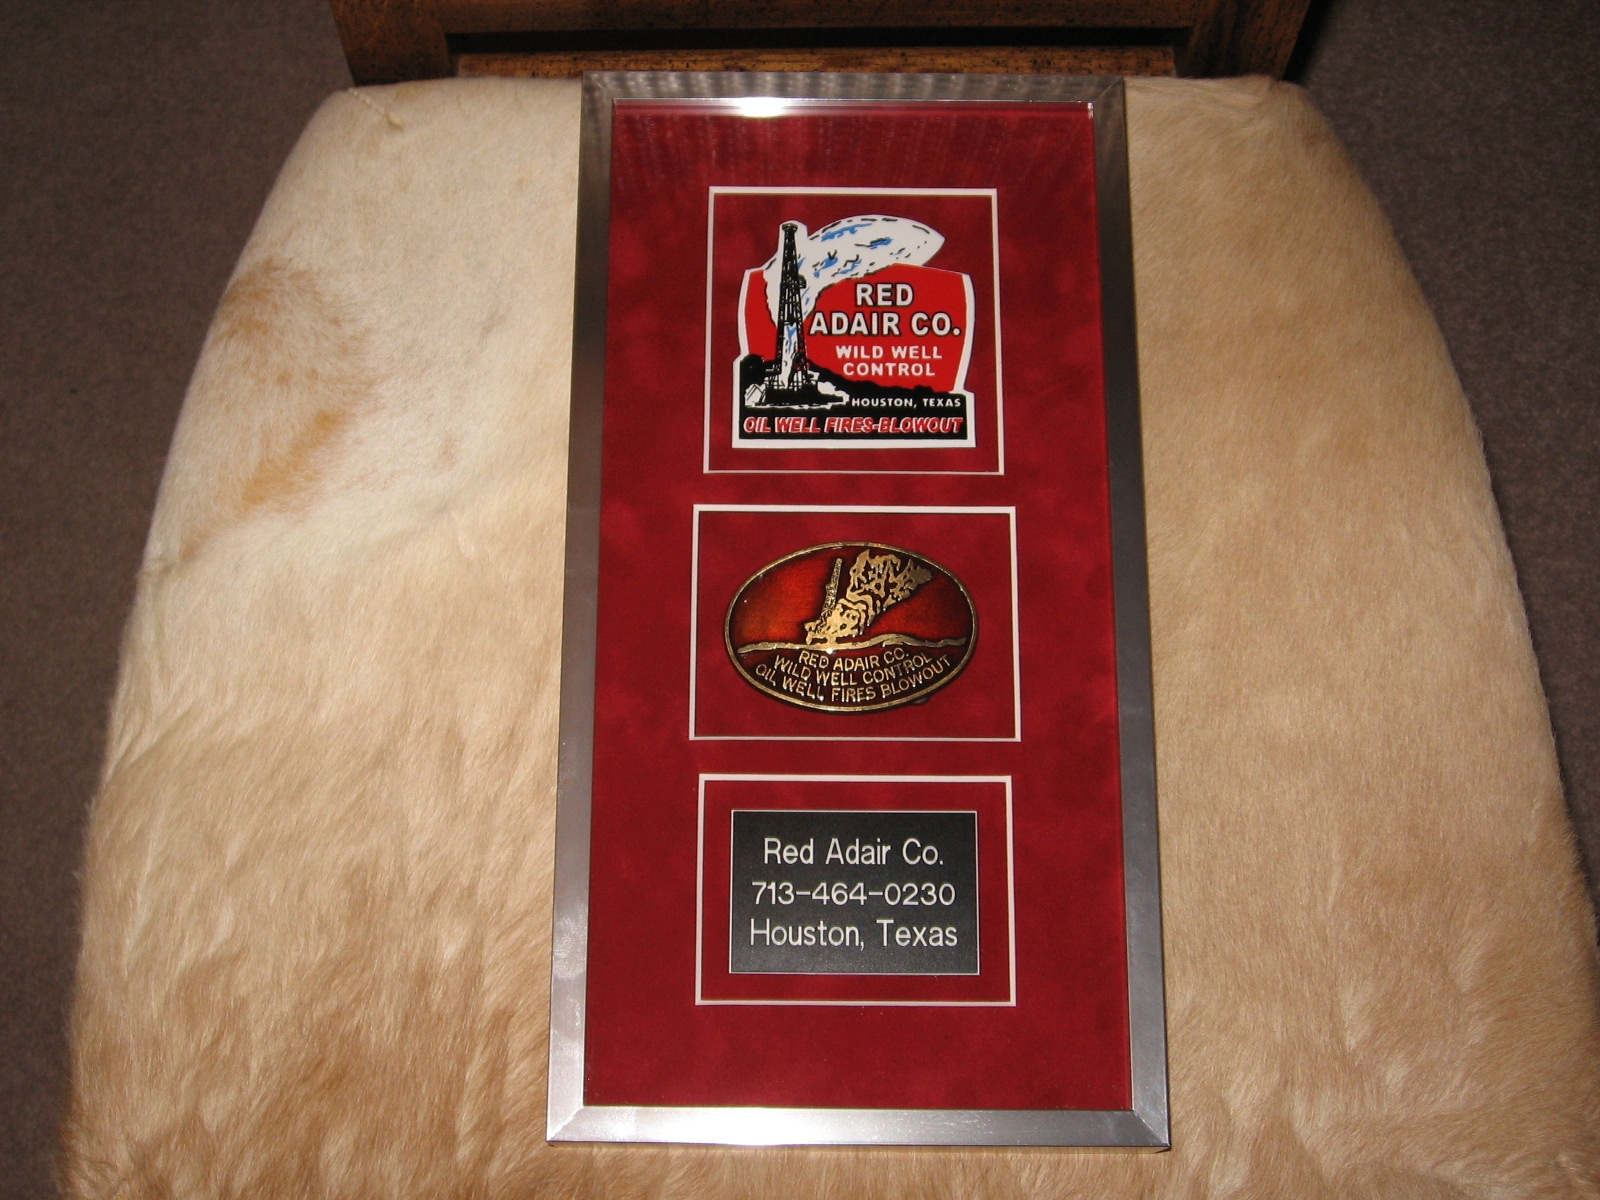 RED
ADAIR CO.
WILD WELL
CONTROL
HOUSTON, TEXAS
OIL WELL FIRES-BLOWOUT
RED ADAIR CO.
WILD WELL CONTROL
OIL WELL FIRES BLOWOUT
Red Adair Co.
713-464-0230
Houston, Texas